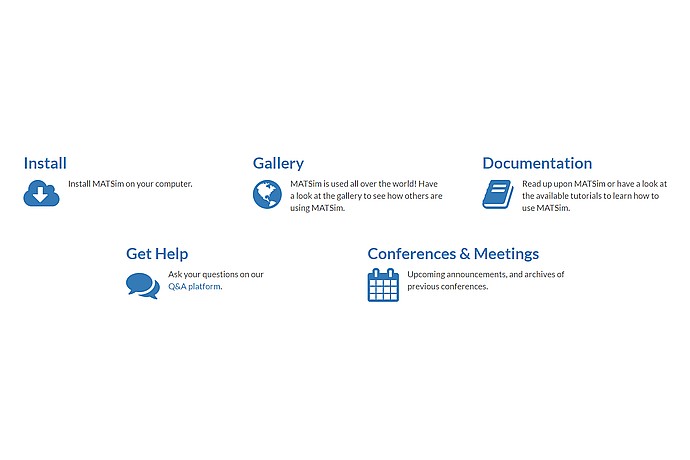 Install
Install MATSim on your computer.
Gallery
MATSim is used all over the world! Have
a look at the gallery to see how others are
using MATSim.
Documentation
Read up upon MATSim or have a look at
the available tutorials to learn how to
use MATSim.
Get Help
Ask your questions on our
Q&A platform.
Conferences & Meetings
Upcoming announcements, and archives of
previous conferences.